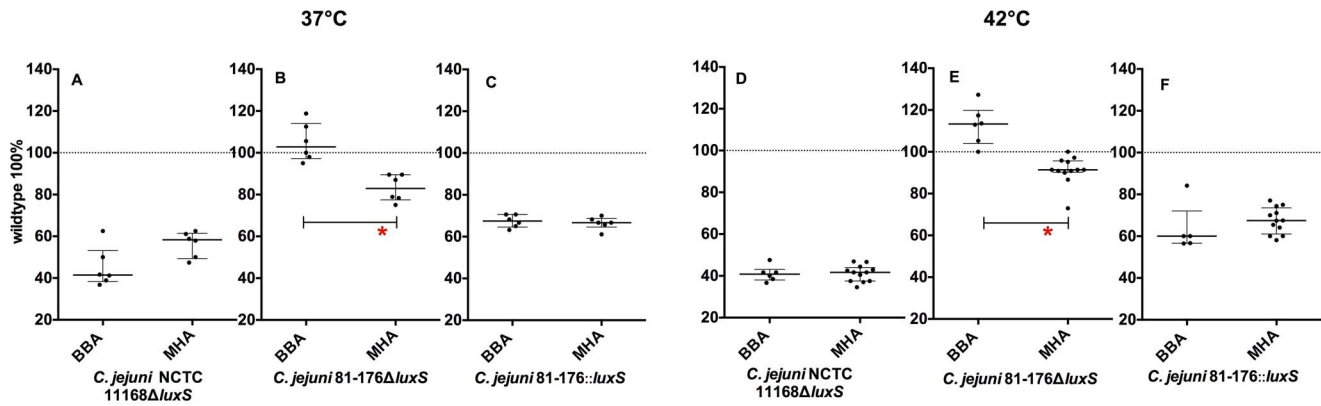 37°C
42°C
wildtype 100%
A
140
120
100
80
60
40
20
BBA
MHA
C. jejuni NCTC
11168ΔluxS
B
140
120
100
80
60
40
20
BBA
MHA
*
C. jejuni 81-176ΔluxS
C
140
120
100
80
60
40
20
BBA
MHA
C. jejuni 81-176::luxS
D
140
120
100
80
60
40
20
BBA
MHA
C. jejuni NCTC
11168ΔluxS
E
140
120
100
80
60
40
20
BBA
MHA
*
C. jejuni 81-176ΔluxS
F
140
120
100
80
60
40
20
BBA
MHA
C. jejuni 81-176::luxS